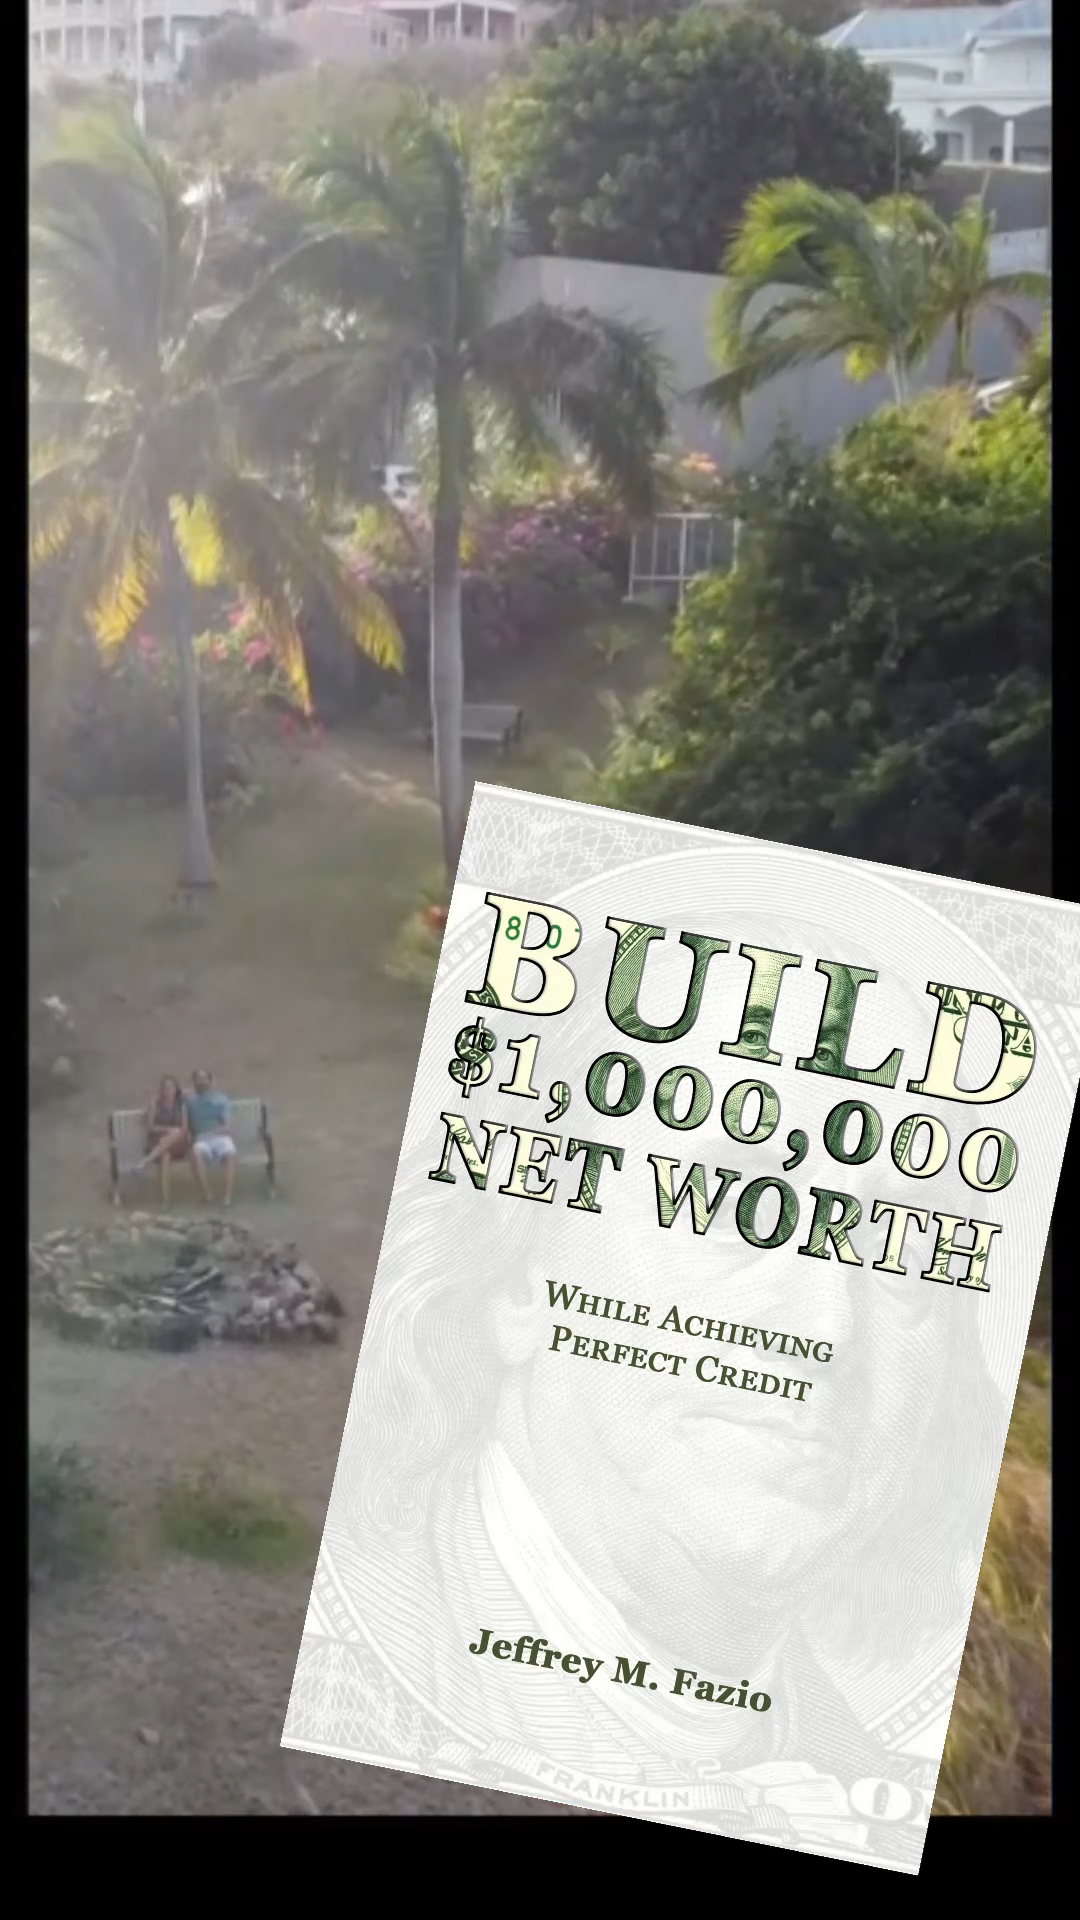 BUILD
$1,000,000
NET WORTH
WHILE ACHIEVING
PERFECT CREDIT
Jeffrey M. Fazio
FRANKLIN